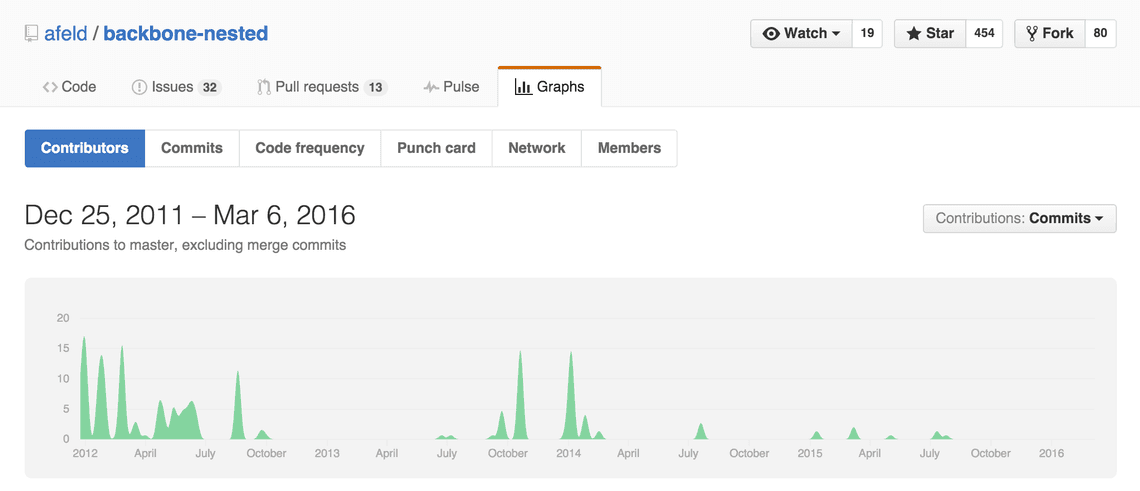 afeld / backbone-nested Watch 19 Star 454 Fork 80
Code Issues 32 Pull requests 13 Pulse Graphs
Contributors Commits Code frequency Punch card Network Members
Dec 25, 2011 – Mar 6, 2016
Contributions: Commits
Contributions to master, excluding merge commits
20
15
10
5
0
2012 April July October 2013 April July October 2014 April July October 2015 April July October 2016